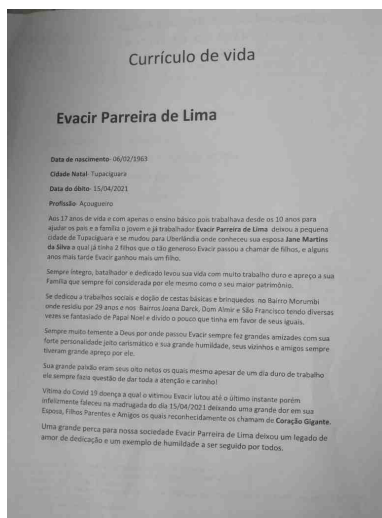 Currículo de vida
Evacir Parreira de Lima
Data de nascimento- 06/02/1963
Cidade Natal- Tupaciguara
Data do óbito- 15/04/2021
Profissão- Açougueiro
Aos 17 anos de vida e com apenas o ensino básico pois trabalhava desde os 10 anos para
ajudar os pais e a família o jovem e já trabalhador Evacir Parreira de Lima deixou a pequena
cidade de Tupaciguara e se mudou para Uberlândia onde conheceu sua esposa Jane Martins
da Silva a qual já tinha 2 filhos que o tão generoso Evacir passou a chamar de filhos, e alguns
anos mais tarde Evacir ganhou mais um filho.
Sempre íntegro, batalhador e dedicado levou sua vida com muito trabalho duro e apreço a sua
Família que sempre foi considerada por ele mesmo como o seu maior patrimônio.
Se dedicou a trabalhos sociais e doção de cestas básicas e brinquedos no Bairro Morumbi
onde residiu por 29 anos e nos Bairros Joana Darck, Dom Almir e São Francisco tendo diversas
vezes se fantasiado de Papai Noel e divido o pouco que tinha em favor de seus iguais.
Sempre muito temente a Deus por onde passou Evacir sempre fez grandes amizades com sua
forte personalidade jeito carismático e sua grande humildade, seus vizinhos e amigos sempre
tiveram grande apreço por ele.
Sua grande paixão eram seus oito netos os quais mesmo apesar de um dia duro de trabalho
ele sempre fazia questão de dar toda a atenção e carinho!
Vítima da Covid 19 doença a qual o vitimou Evacir lutou até o último instante porém
infelizmente faleceu na madrugada do dia 15/04/2021 deixando uma grande dor em sua
Esposa, Filhos Parentes e Amigos os quais reconhecidamente os chamam de Coração Gigante.
Uma grande perca para nossa sociedade Evacir Parreira de Lima deixou um legado de
amor de dedicação e um exemplo de humildade a ser seguido por todos.